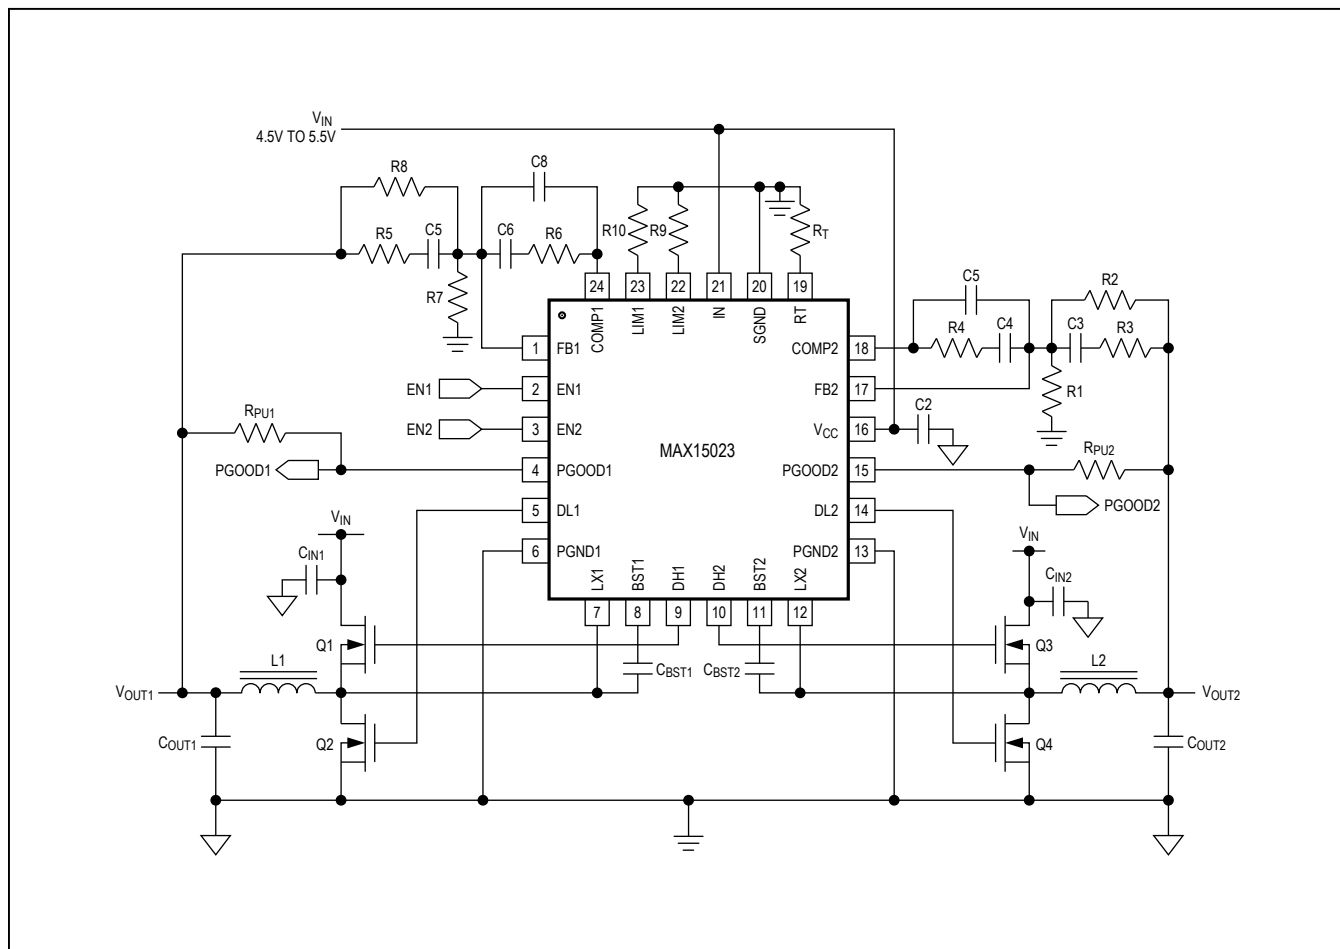 VIN
4.5V TO 5.5V
R8
C8
R5
C5
C6
R6
R10
R9
RT
R7
24
23
22
21
20
19
COMP1
LIM1
LIM2
IN
SGND
RT
C5
R2
R4
C4
C3
R3
R1
1
FB1
COMP2
18
EN1
2
EN1
FB2
17
EN2
3
EN2
MAX15023
VCC
16
C2
RPU1
PGOOD1
4
PGOOD1
PGOOD2
15
RPU2
PGOOD2
5
DL1
DL2
14
6
PGND1
PGND2
13
LX1
BST1
DH1
DH2
BST2
LX2
7
8
9
10
11
12
VIN
CIN1
VIN
CIN2
Q1
Q3
L1
CBST1
CBST2
L2
VOUT1
VOUT2
COUT1
Q2
Q4
COUT2